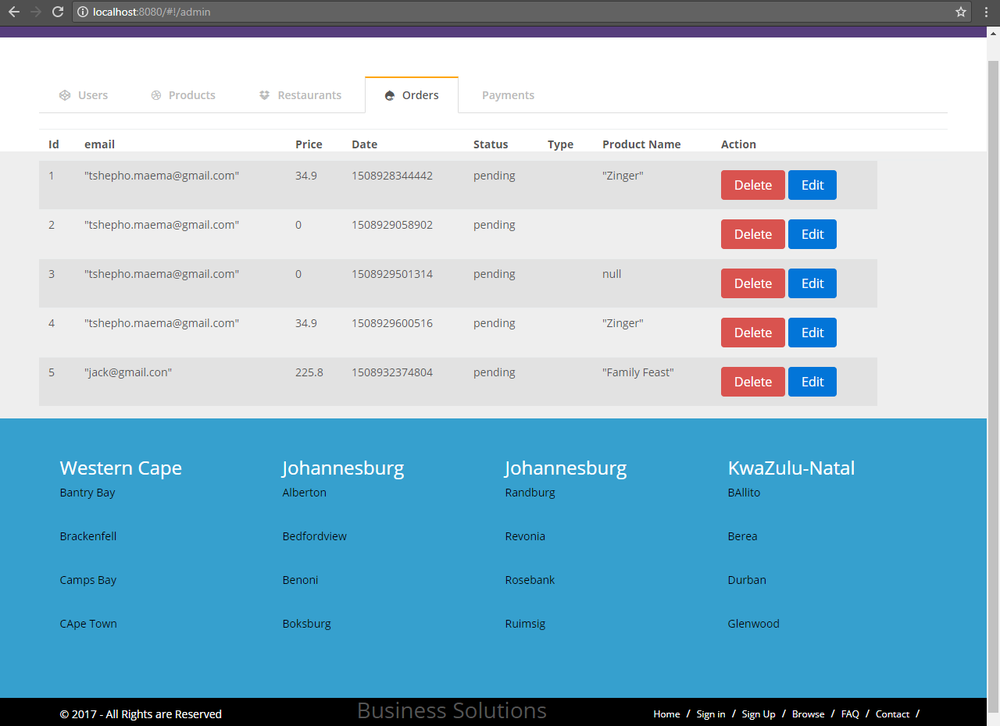 localhost:8080/#!/admin
Users Products Restaurants Orders Payments
Id email Price Date Status Type Product Name Action
1 "tshepho.maema@gmail.com" 34.9 1508928344442 pending "Zinger" Delete Edit
2 "tshepho.maema@gmail.com" 0 1508929058902 pending Delete Edit
3 "tshepho.maema@gmail.com" 0 1508929501314 pending null Delete Edit
4 "tshepho.maema@gmail.com" 34.9 1508929600516 pending "Zinger" Delete Edit
5 "jack@gmail.con" 225.8 1508932374804 pending "Family Feast" Delete Edit
Western Cape Johannesburg Johannesburg KwaZulu-Natal
Bantry Bay Alberton Randburg BAllito
Brackenfell Bedfordview Revonia Berea
Camps Bay Benoni Rosebank Durban
CApe Town Boksburg Ruimsig Glenwood
© 2017 - All Rights are Reserved Business Solutions Home / Sign in / Sign Up / Browse / FAQ / Contact /